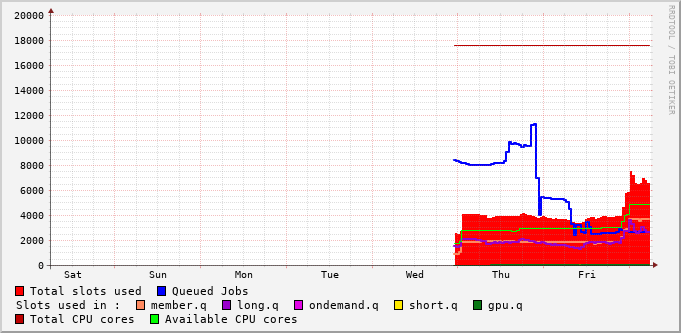 20000
18000
16000
14000
12000
10000
8000
6000
4000
2000
0
Sat Sun Mon Tue Wed Thu Fri
RRDTOOL / TOBI OETIKER
Total slots used Queued Jobs
Slots used in : member.q long.q ondemand.q short.q gpu.q
Total CPU cores Available CPU cores